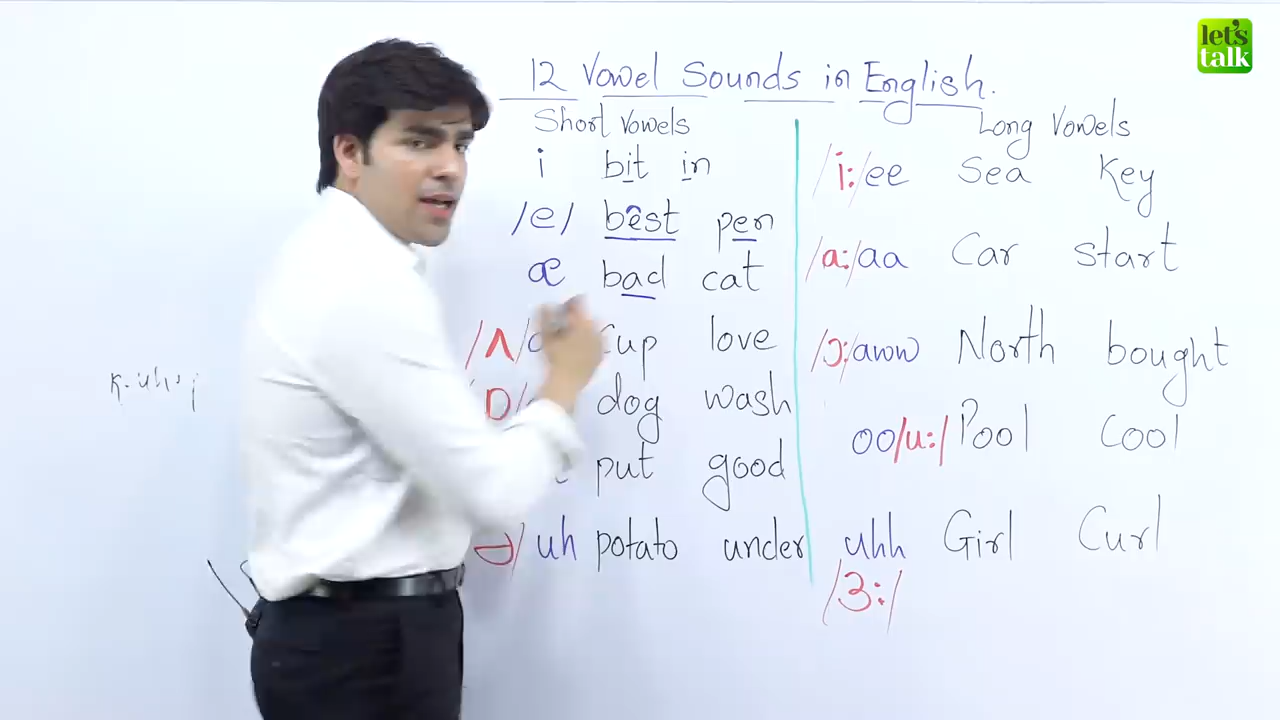 let's
talk
12 Vowel Sounds in English.
Short Vowels
i bit in
/e/ best pen
æ bad cat
/ʌ/ cup love
dog wash
put good
uh potato under
Long Vowels
/i:/ee Sea Key
/a:/aa Car start
/ɔ:/aww North bought
oo/u:/ Pool Cool
uhh Girl Curl
/3:/